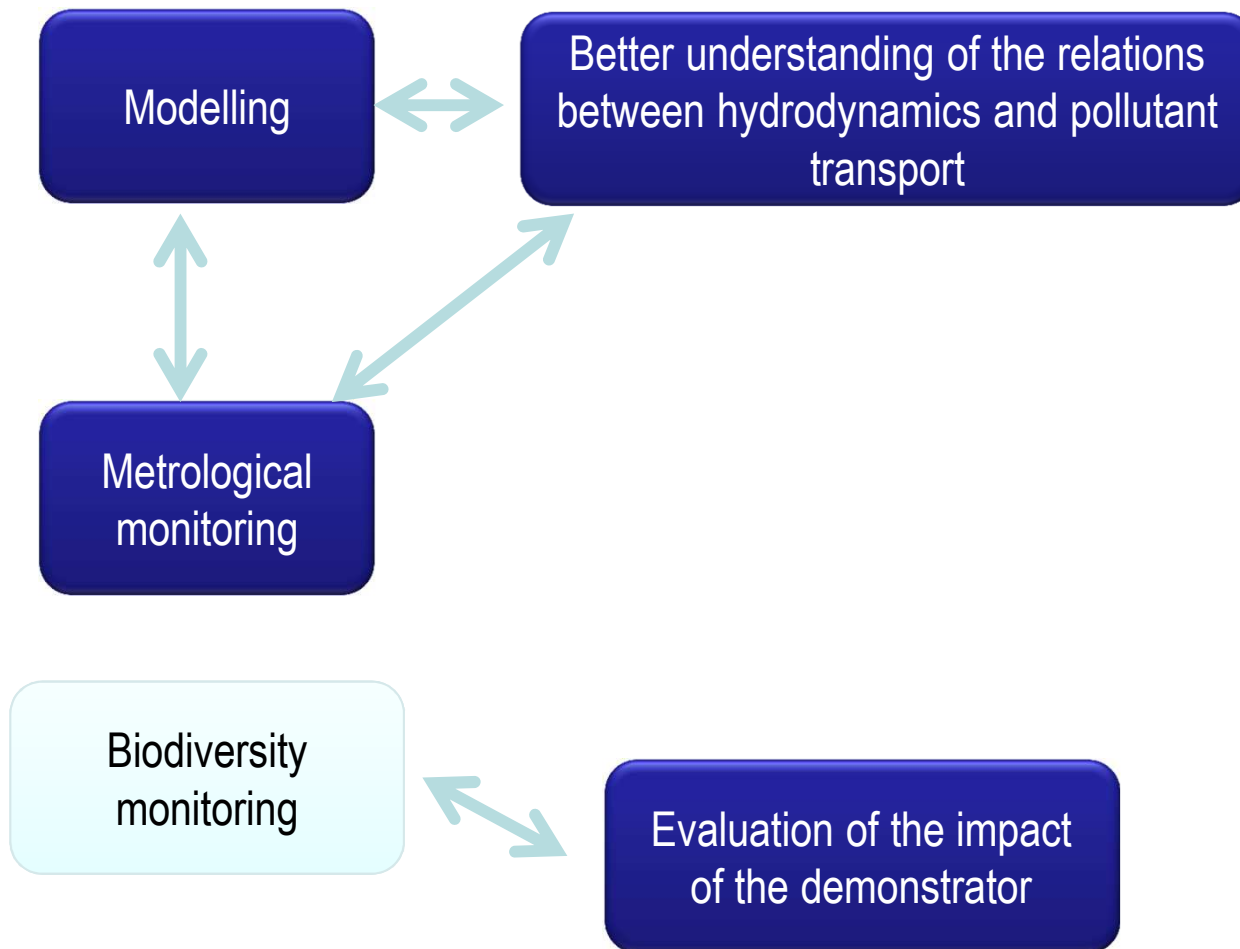 Modelling
Better understanding of the relations
between hydrodynamics and pollutant
transport
Metrological
monitoring
Biodiversity
monitoring
Evaluation of the impact
of the demonstrator